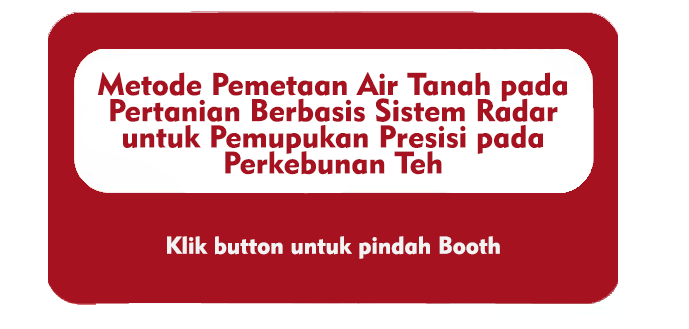 Metode Pemetaan Air Tanah pada
Pertanian Berbasis Sistem Radar
untuk Pemupukan Presisi pada
Perkebunan Teh
Klik button untuk pindah Booth